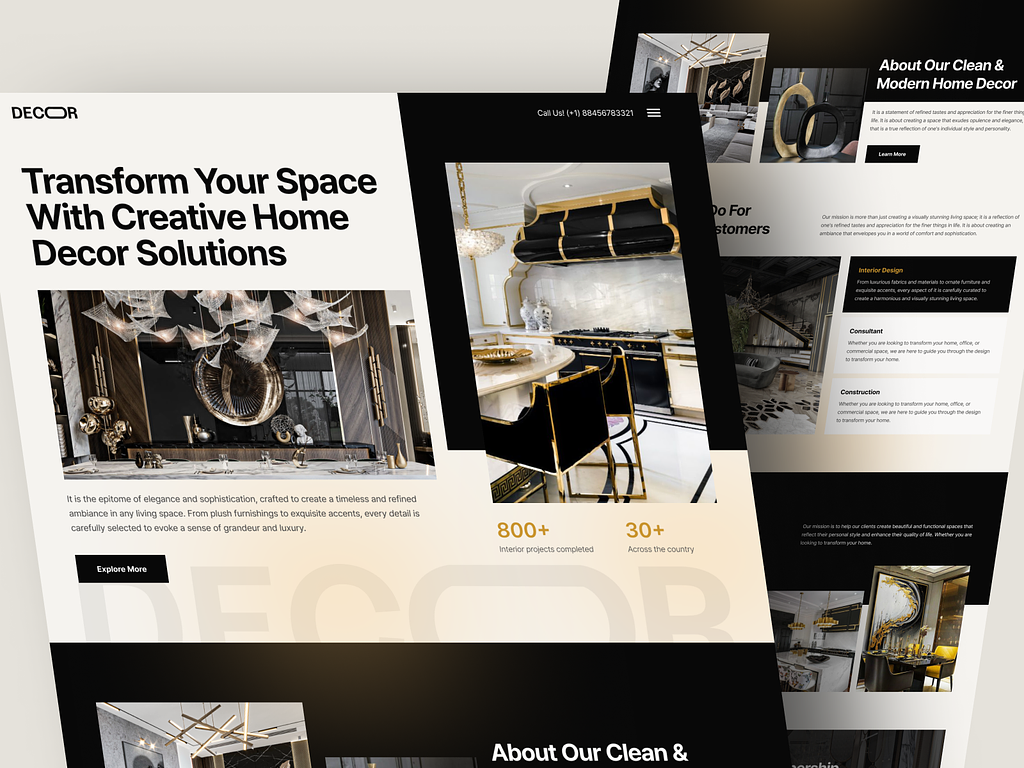 DECOR
Call Us! (+1) 88456783321
Transform Your Space
With Creative Home
Decor Solutions
It is the epitome of elegance and sophistication, crafted to create a timeless and refined
ambiance in any living space. From plush furnishings to exquisite accents, every detail is
carefully selected to evoke a sense of grandeur and luxury.
Explore More
800+
Interior projects completed
30+
Across the country
DECOR
About Our Clean &
About Our Clean &
Modern Home Decor
It is a statement of refined tastes and appreciation for the finer
life. It is about creating a space that exudes opulence and elegance,
that is a true reflection of one's individual style and personality.
Learn More
Do For
Our mission is more than just creating a visually stunning living space; it is a reflection of
one's refined tastes and appreciation for the finer things in life. It is about creating an
ambiance that envelopes you in a world of comfort and sophistication.
Interior Design
From luxurious fabrics and materials to ornate furniture and
exquisite accents, every aspect of it is carefully curated to
create a harmonious and visually stunning living space.
Consultant
Whether you are looking to transform your home, office, or
commercial space, we are here to guide you through the design
to transform your home.
Construction
Whether you are looking to transform your home, office, or
commercial space, we are here to guide you through the design
to transform your home.
Our mission is to help our clients create beautiful and functional spaces that
reflect their personal style and enhance their quality of life. Whether you are
looking to transform your home.